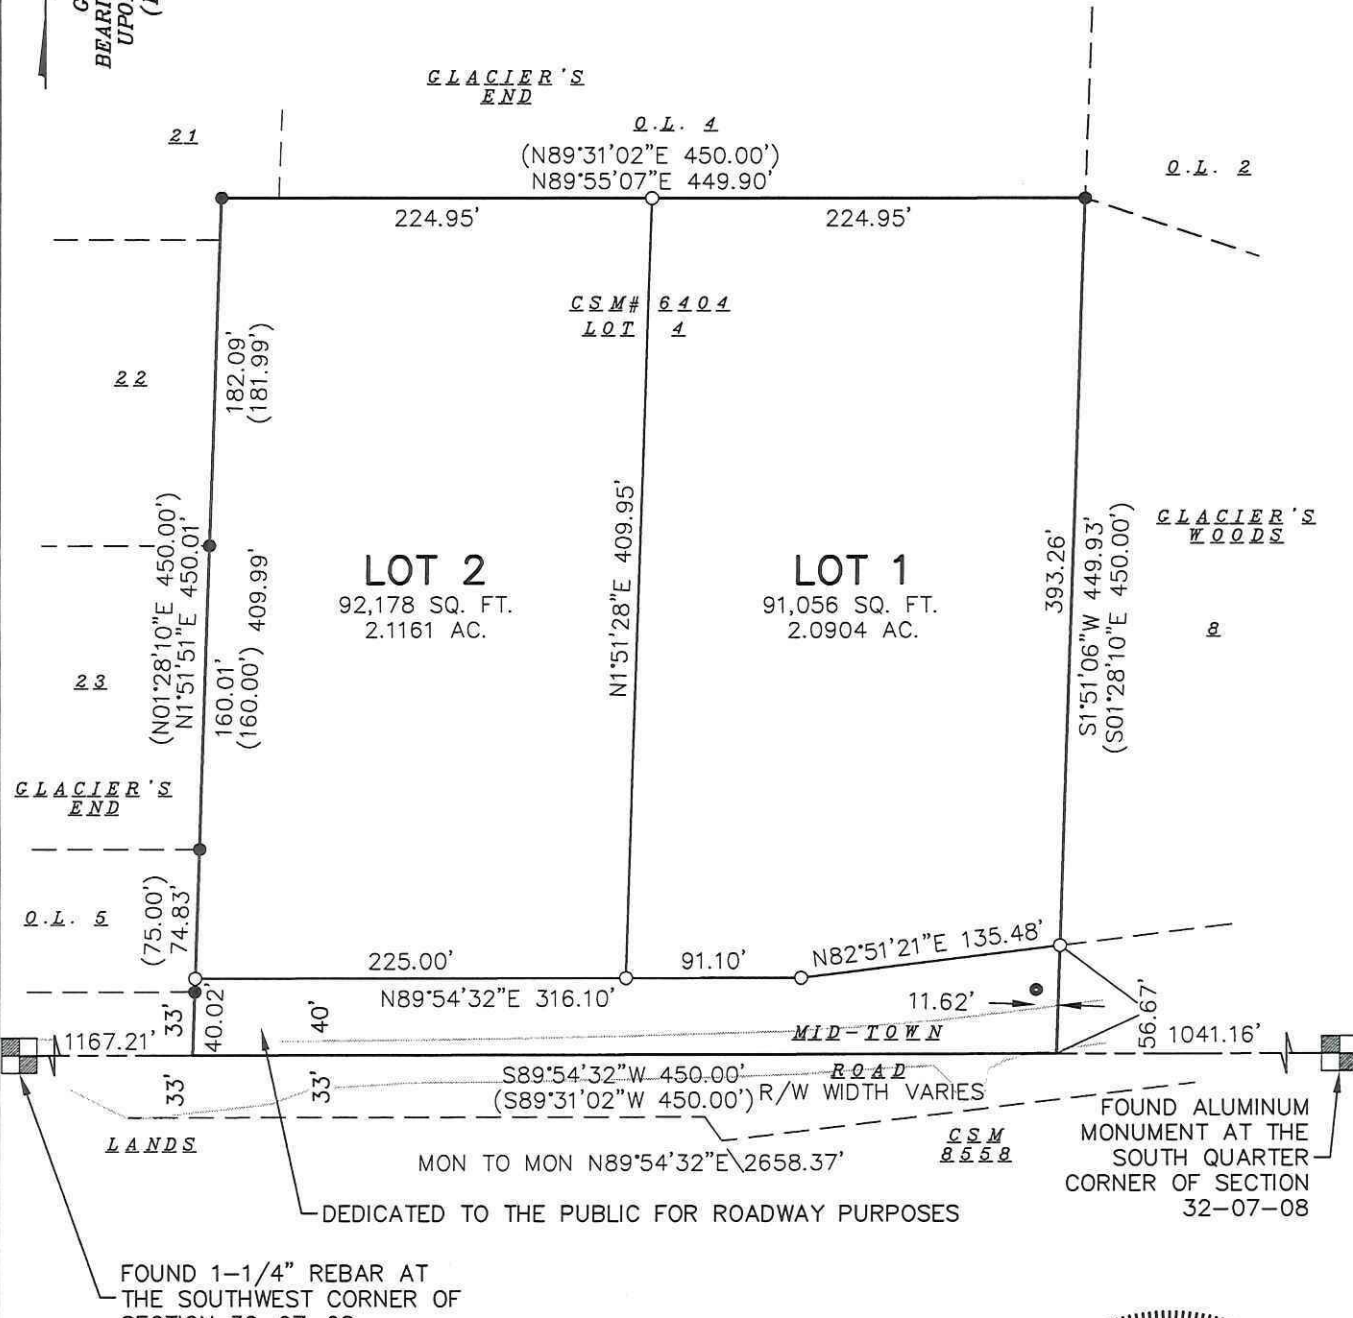 BEARI
UPO
GLACIER'S
END
21
O.L. 4
(N89°31'02"E 450.00')
N89°55'07"E 449.90'
O.L. 2
224.95'
224.95'
CSM# 6404
LOT 4
182.09'
(181.99')
22
(N01°28'10"E 450.00')
N1°51'51"E 450.01'
409.99'
160.01'
(160.00')
LOT 2
92,178 SQ. FT.
2.1161 AC.
N1°51'28"E 409.95'
LOT 1
91,056 SQ. FT.
2.0904 AC.
393.26'
S1°51'06"W 449.93'
(S01°28'10"E 450.00')
GLACIER'S
WOODS
8
23
GLACIER'S
END
(75.00')
74.83'
O.L. 5
225.00'
91.10'
N82°51'21"E 135.48'
N89°54'32"E 316.10'
11.62'
33'
40.02'
40'
MID-TOWN
ROAD
56.67'
1167.21'
1041.16'
33'
33'
S89°54'32"W 450.00'
(S89°31'02"W 450.00')
R/W WIDTH VARIES
LANDS
CSM
8558
MON TO MON N89°54'32"E 2658.37'
FOUND ALUMINUM
MONUMENT AT THE
SOUTH QUARTER
CORNER OF SECTION
32-07-08
DEDICATED TO THE PUBLIC FOR ROADWAY PURPOSES
FOUND 1-1/4" REBAR AT
THE SOUTHWEST CORNER OF
SECTION 32-07-08